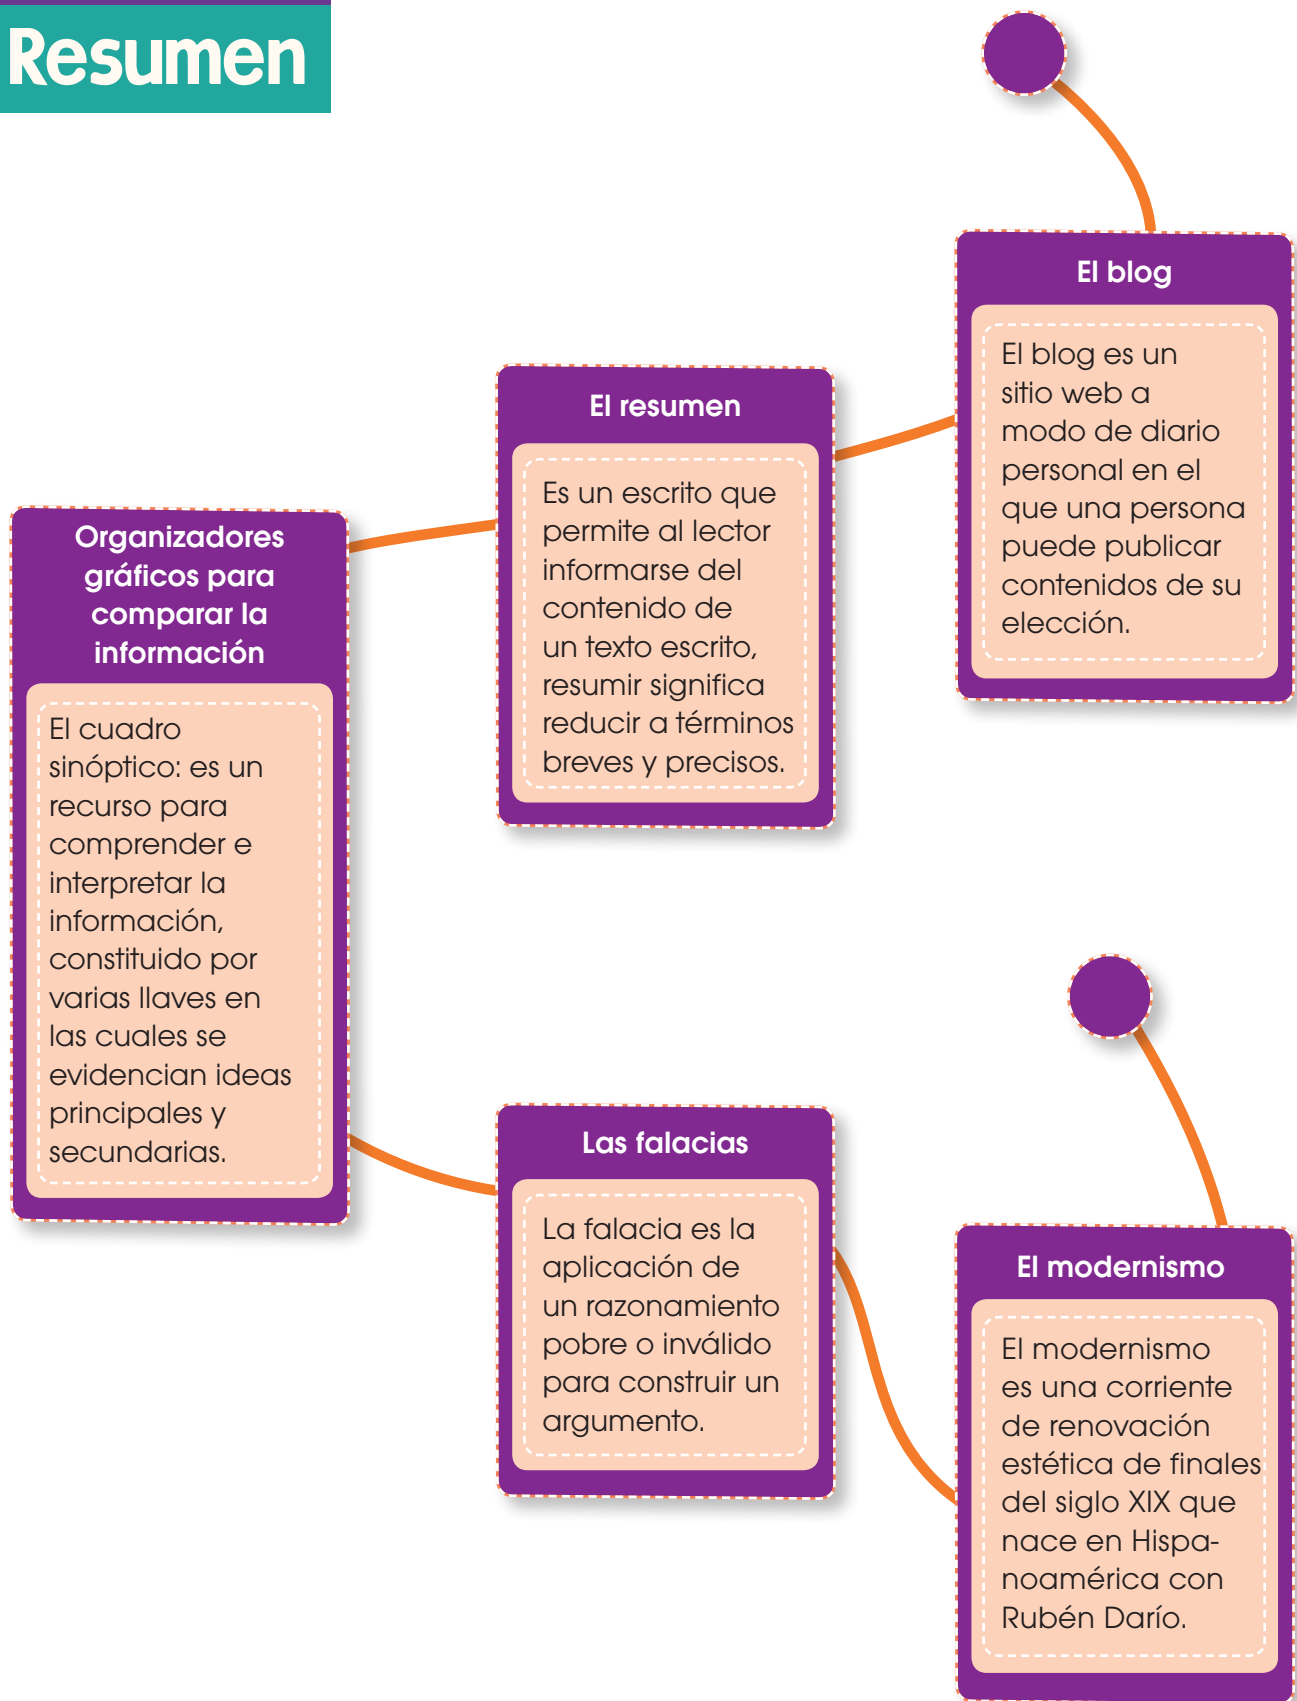 Resumen
Organizadores
gráficos para
comparar la
información
El cuadro
sinóptico: es un
recurso para
comprender e
interpretar la
información,
constituido por
varias llaves en
las cuales se
evidencian ideas
principales y
secundarias.
El resumen
Es un escrito que
permite al lector
informarse del
contenido de
un texto escrito,
resumir significa
reducir a términos
breves y precisos.
El blog
El blog es un
sitio web a
modo de diario
personal en el
que una persona
puede publicar
contenidos de su
elección.
Las falacias
La falacia es la
aplicación de
un razonamiento
pobre o inválido
para construir un
argumento.
El modernismo
El modernismo
es una corriente
de renovación
estética de finales
del siglo XIX que
nace en Hispa-
noamérica con
Rubén Darío.